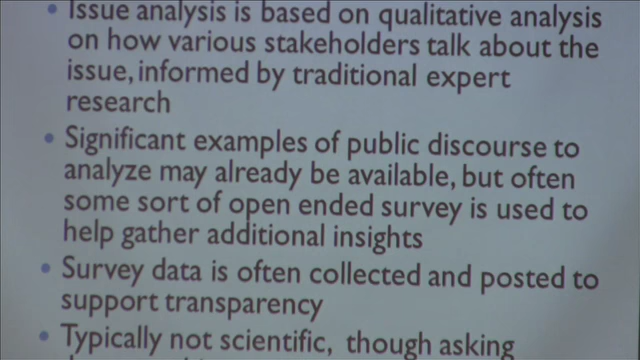 • Issue analysis is based on qualitative analysis
on how various stakeholders talk about the
issue, informed by traditional expert
research
• Significant examples of public discourse to
analyze may already be available, but often
some sort of open ended survey is used to
help gather additional insights
• Survey data is often collected and posted to
support transparency
• Typically not scientific, though asking